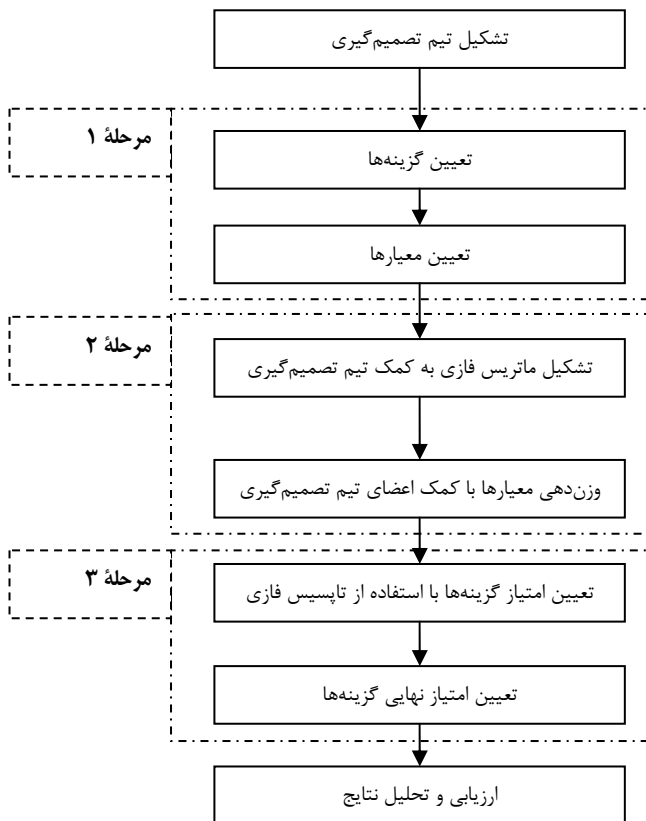 تشکیل تیم تصمیم‌گیری
مرحلهٔ ۱
تعیین گزینه‌ها
تعیین معیارها
مرحلهٔ ۲
تشکیل ماتریس فازی به کمک تیم تصمیم‌گیری
وزن‌دهی معیارها با کمک اعضای تیم تصمیم‌گیری
مرحلهٔ ۳
تعیین امتیاز گزینه‌ها با استفاده از تاپسیس فازی
تعیین امتیاز نهایی گزینه‌ها
ارزیابی و تحلیل نتایج